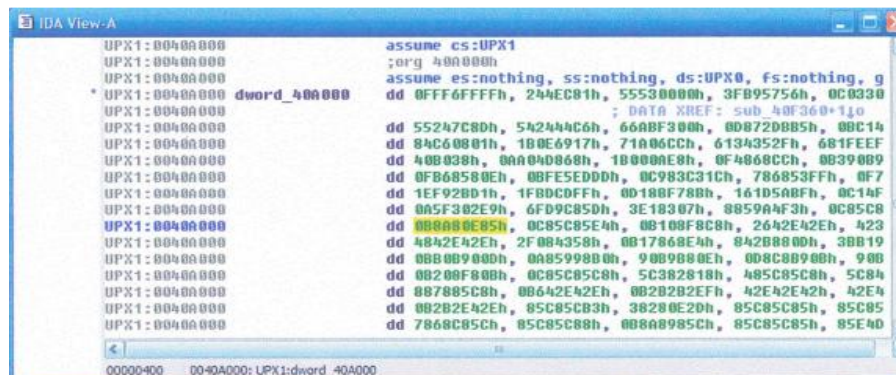 IDA View-A
UPX1:0040A000 assume cs:UPX1
UPX1:0040A000 ;org 40A000h
UPX1:0040A000 assume es:nothing, ss:nothing, ds:UPX0, fs:nothing, g
UPX1:0040A000 dword_40A000 dd 0FFF6FFFFh, 244EC81h, 55530000h, 3FB95756h, 0C0330
UPX1:0040A000 ; DATA XREF: sub_40F360+1↓o
UPX1:0040A000 dd 55247C8Dh, 542444C6h, 66ABF300h, 0D872DBB5h, 0BC14
UPX1:0040A000 dd 84C60801h, 1B0E6917h, 71A06CCh, 6134352Fh, 681FEEF
UPX1:0040A000 dd 40B038h, 0AA04D868h, 1B000AE8h, 0F4868CCh, 0B390B9
UPX1:0040A000 dd 0FB68580Eh, 0BFE5EDDDh, 0C983C31Ch, 786853FFh, 0F7
UPX1:0040A000 dd 1EF92BD1h, 1FBDCDFFh, 0D18BF78Bh, 161D5ABFh, 0C14F
UPX1:0040A000 dd 0A5F302E9h, 6FD9C85Dh, 3E18307h, 8859A4F3h, 0C85C8
UPX1:0040A000 dd 0B8A80E85h, 0C85C85E4h, 0B108F8C8h, 2642E42Eh, 423
UPX1:0040A000 dd 4842E42Eh, 2F084358h, 0B17868E4h, 842B880Dh, 3BB19
UPX1:0040A000 dd 0BB0B900Dh, 0A85998B0h, 90B9B80Eh, 0D8C8B90Bh, 90B
UPX1:0040A000 dd 0B208F80Bh, 0C85C85C8h, 5C382818h, 485C85C8h, 5C84
UPX1:0040A000 dd 887885C8h, 0B642E42Eh, 0B2B2B2EFh, 42E42E42h, 42E4
UPX1:0040A000 dd 0B2B2E42Eh, 85C85CB3h, 38280E2Dh, 85C85C85h, 85C85
UPX1:0040A000 dd 7868C85Ch, 85C85C88h, 0B8A8985Ch, 85C85C85h, 85E4D
00000400 0040A000: UPX1:dword_40A000